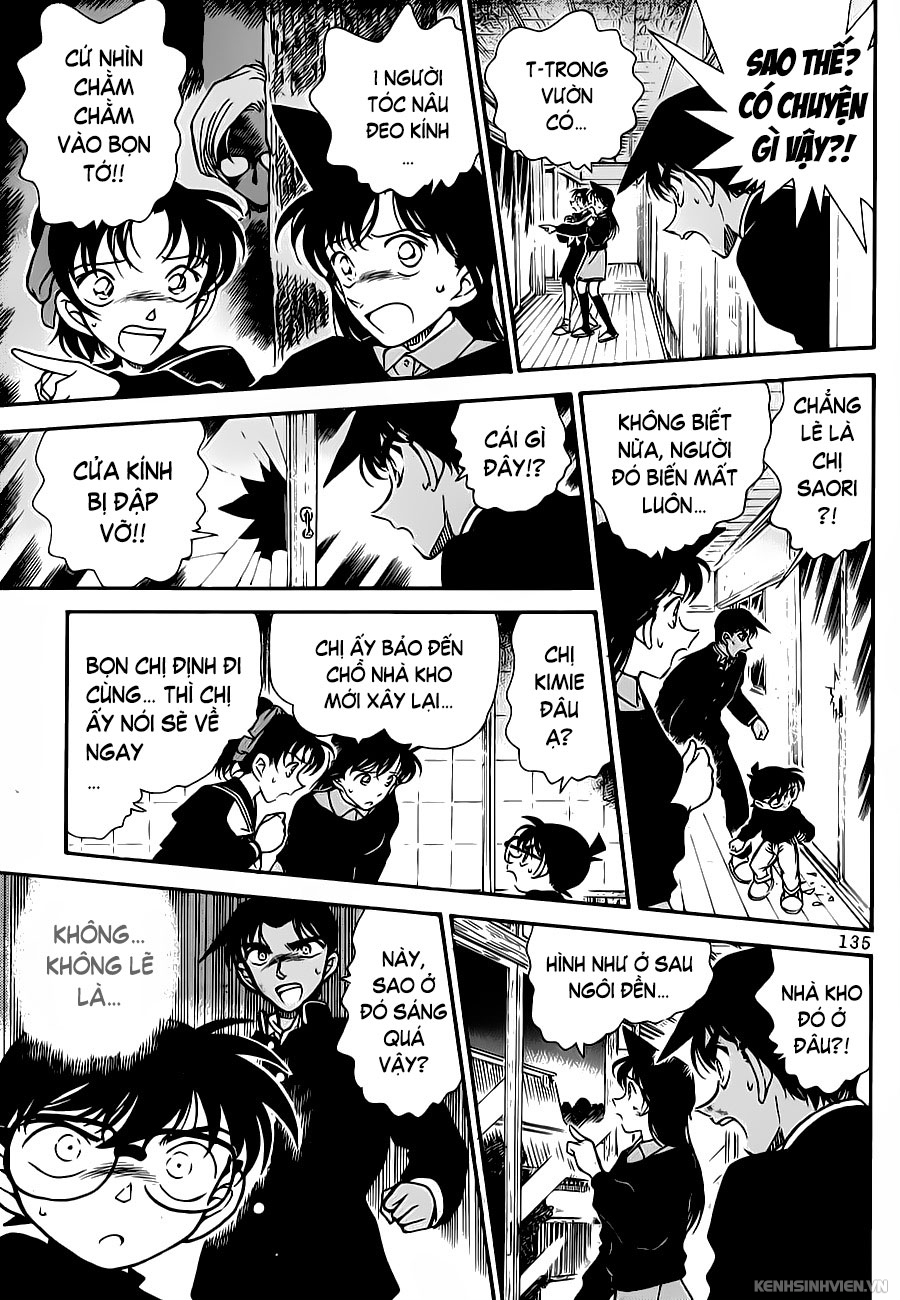 SAO THẾ?
CÓ CHUYỆN
GÌ VẬY?!
T-TRONG
VƯỜN
CÓ...
1 NGƯỜI
TÓC NÂU
ĐEO KÍNH
...
CỨ NHÌN
CHẰM
CHẰM
VÀO BỌN
TỚ!!
CHẲNG
LẼ LÀ
CHỊ
SAORI
?!
KHÔNG BIẾT
NỮA, NGƯỜI
ĐÓ BIẾN MẤT
LUÔN...
CÁI GÌ
ĐÂY!?
CỬA KÍNH
BỊ ĐẬP
VỠ!!
CHỊ
KIMIE
ĐÂU
Ạ?
CHỊ ẤY BẢO ĐẾN
CHỔ NHÀ KHO
MỚI XÂY LẠI...
BỌN CHỊ ĐỊNH ĐI
CÙNG... THÌ CHỊ
ẤY NÓI SẼ VỀ
NGAY
...
135
NHÀ KHO
ĐÓ Ở
ĐÂU?!
HÌNH NHƯ Ở SAU
NGÔI ĐỀN...
NÀY,
SAO Ở
ĐÓ SÁNG
QUÁ
VẬY?
KHÔNG...
KHÔNG LẼ
LÀ...
KENHSINHVIEN.VN